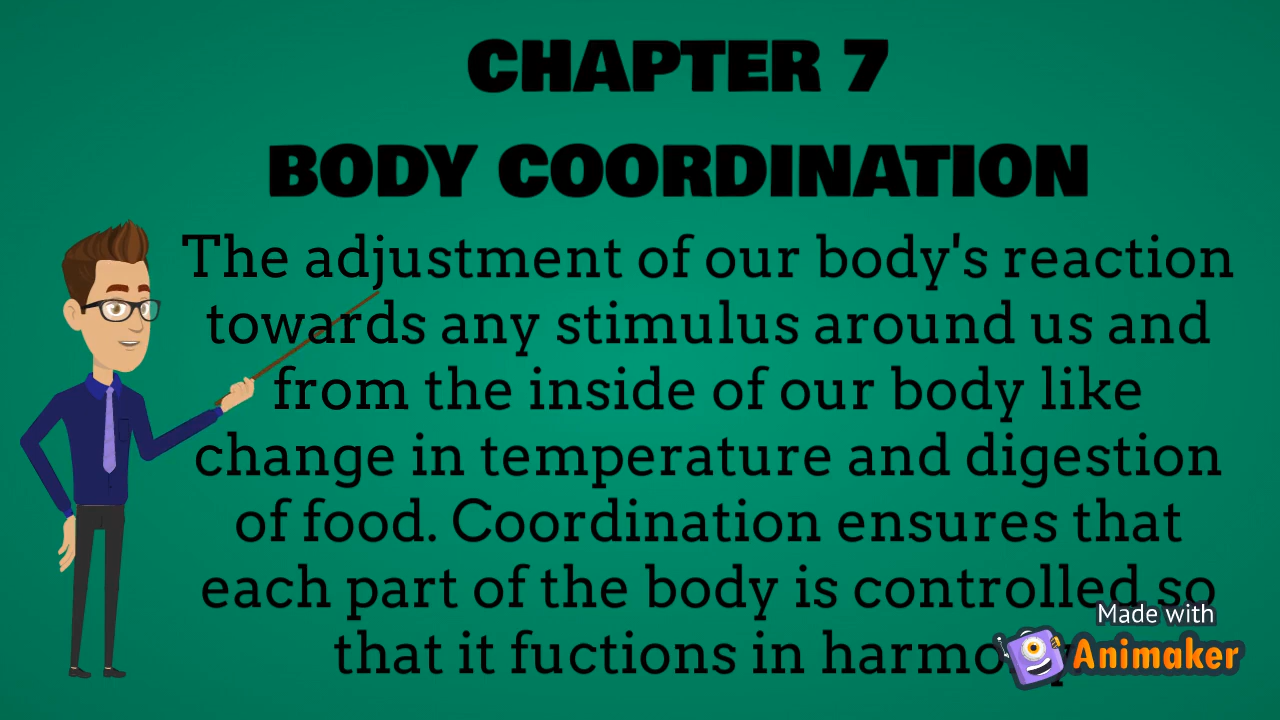 CHAPTER 7
BODY COORDINATION
The adjustment of our body's reaction
towards any stimulus around us and
from the inside of our body like
change in temperature and digestion
of food. Coordination ensures that
each part of the body is controlled so
that it fuctions in
Made with
Animaker